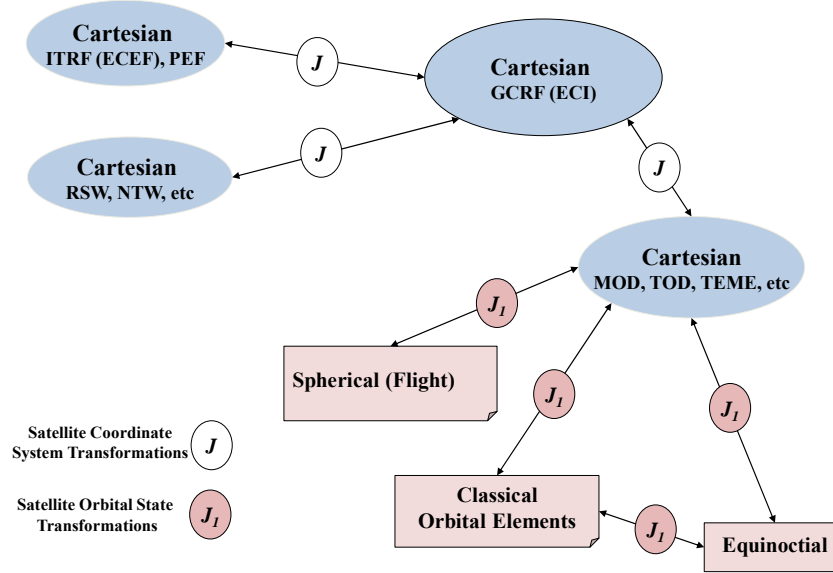 Cartesian
ITRF (ECEF), PEF
J
Cartesian
GCRF (ECI)
Cartesian
RSW, NTW, etc
J
J
Cartesian
MOD, TOD, TEME, etc
J1
Spherical (Flight)
J1
J1
Satellite Coordinate
System Transformations
J
Satellite Orbital State
Transformations
J1
Classical
Orbital Elements
J1
Equinoctial